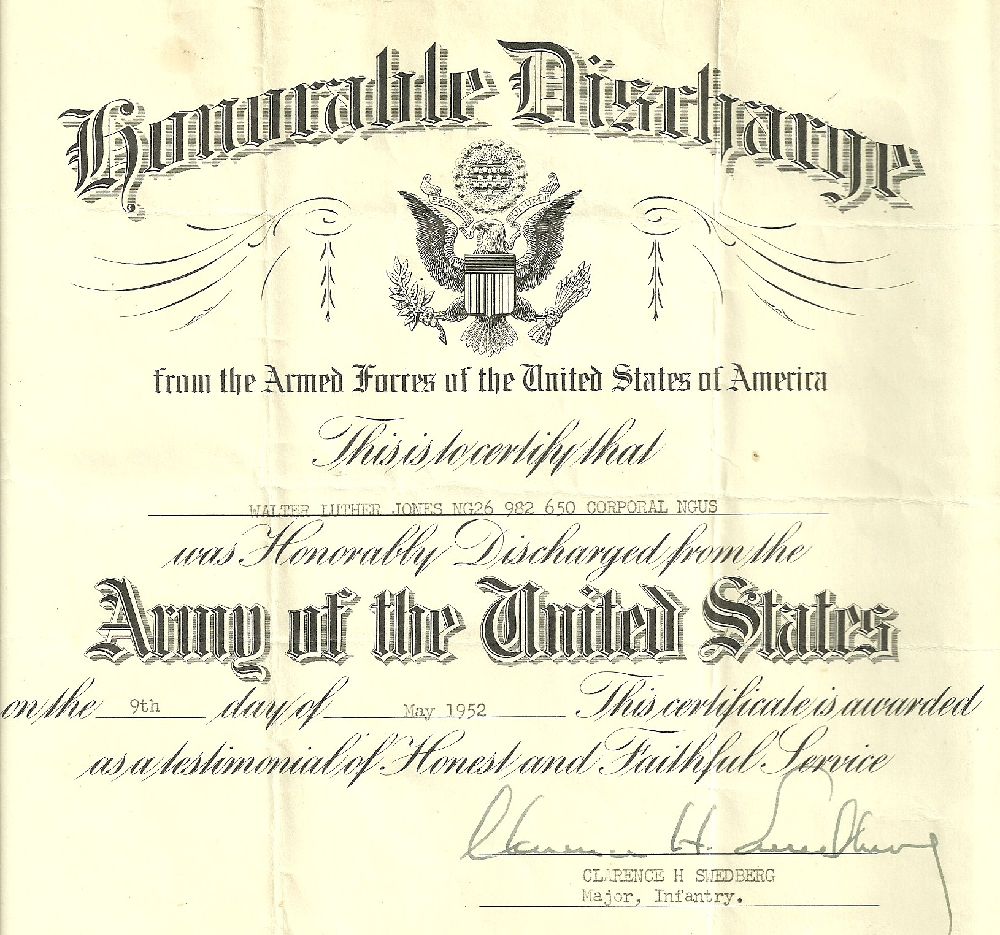 Honorable Discharge
E PLURIBUS UNUM
from the Armed Forces of the United States of America
This is to certify that
WALTER LUTHER JONES NG26 982 650 CORPORAL NGUS
was Honorably Discharged from the
Army of the United States
on the 9th day of May 1952 This certificate is awarded
as a testimonial of Honest and Faithful Service
Clarence H. Swedberg
CLARENCE H SWEDBERG
Major, Infantry.